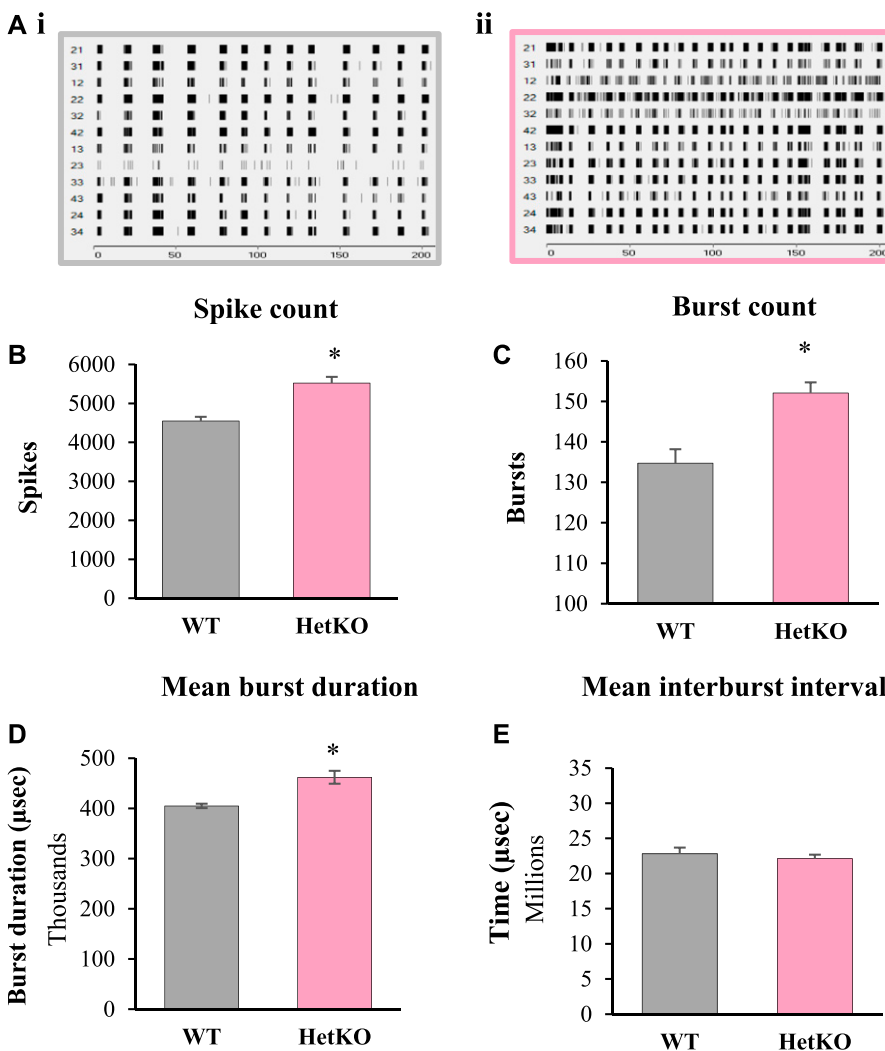 A i
21
31
12
22
32
42
13
23
33
43
24
34
0 50 100 150 200
ii
21
31
12
22
32
42
13
23
33
43
24
34
0 50 100 150 200
Spike count
B
6000
5000
4000
3000
2000
1000
0
Spikes
*
WT HetKO
Burst count
C
160
150
140
130
120
110
100
Bursts
*
WT HetKO
Mean burst duration
D
500
400
300
200
100
0
Burst duration (µsec)
Thousands
*
WT HetKO
Mean interburst interval
E
35
30
25
20
15
10
5
0
Time (µsec)
Millions
WT HetKO